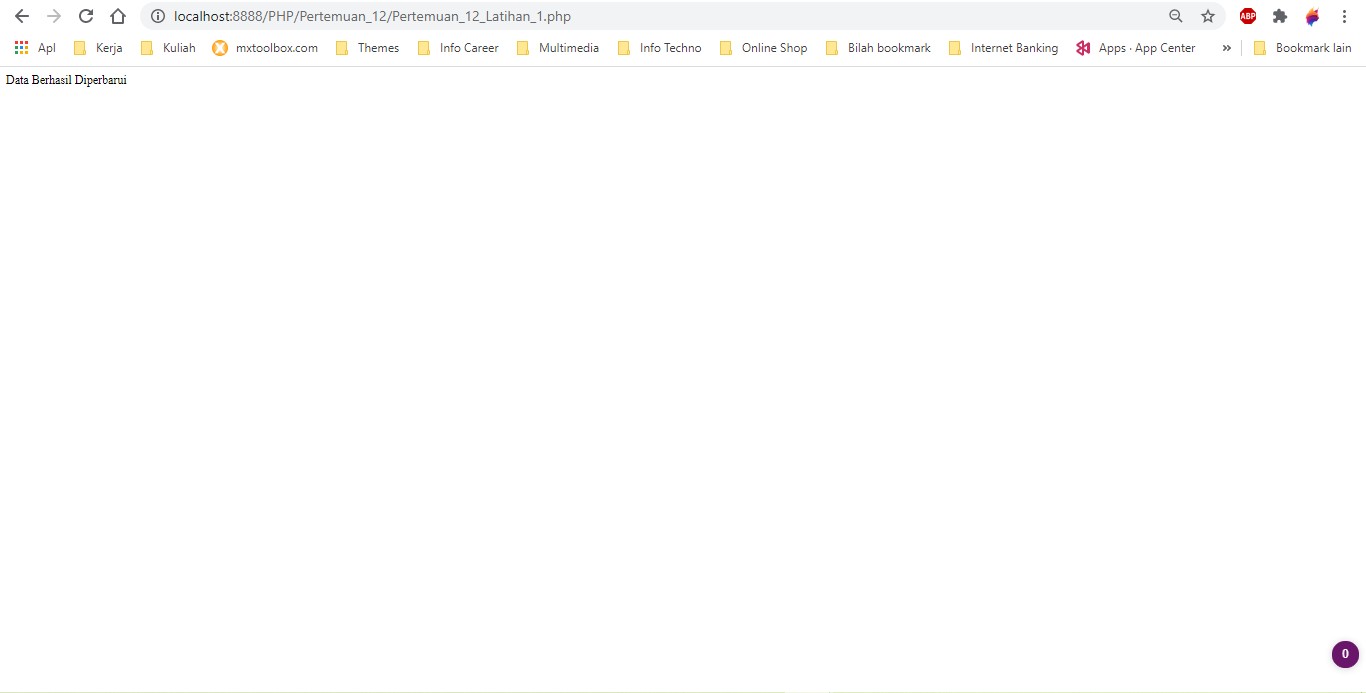 localhost:8888/PHP/Pertemuan_12/Pertemuan_12_Latihan_1.php ABP
Apl Kerja Kuliah mxtoolbox.com Themes Info Career Multimedia Info Techno Online Shop Bilah bookmark Internet Banking Apps · App Center » Bookmark lain
Data Berhasil Diperbarui
0